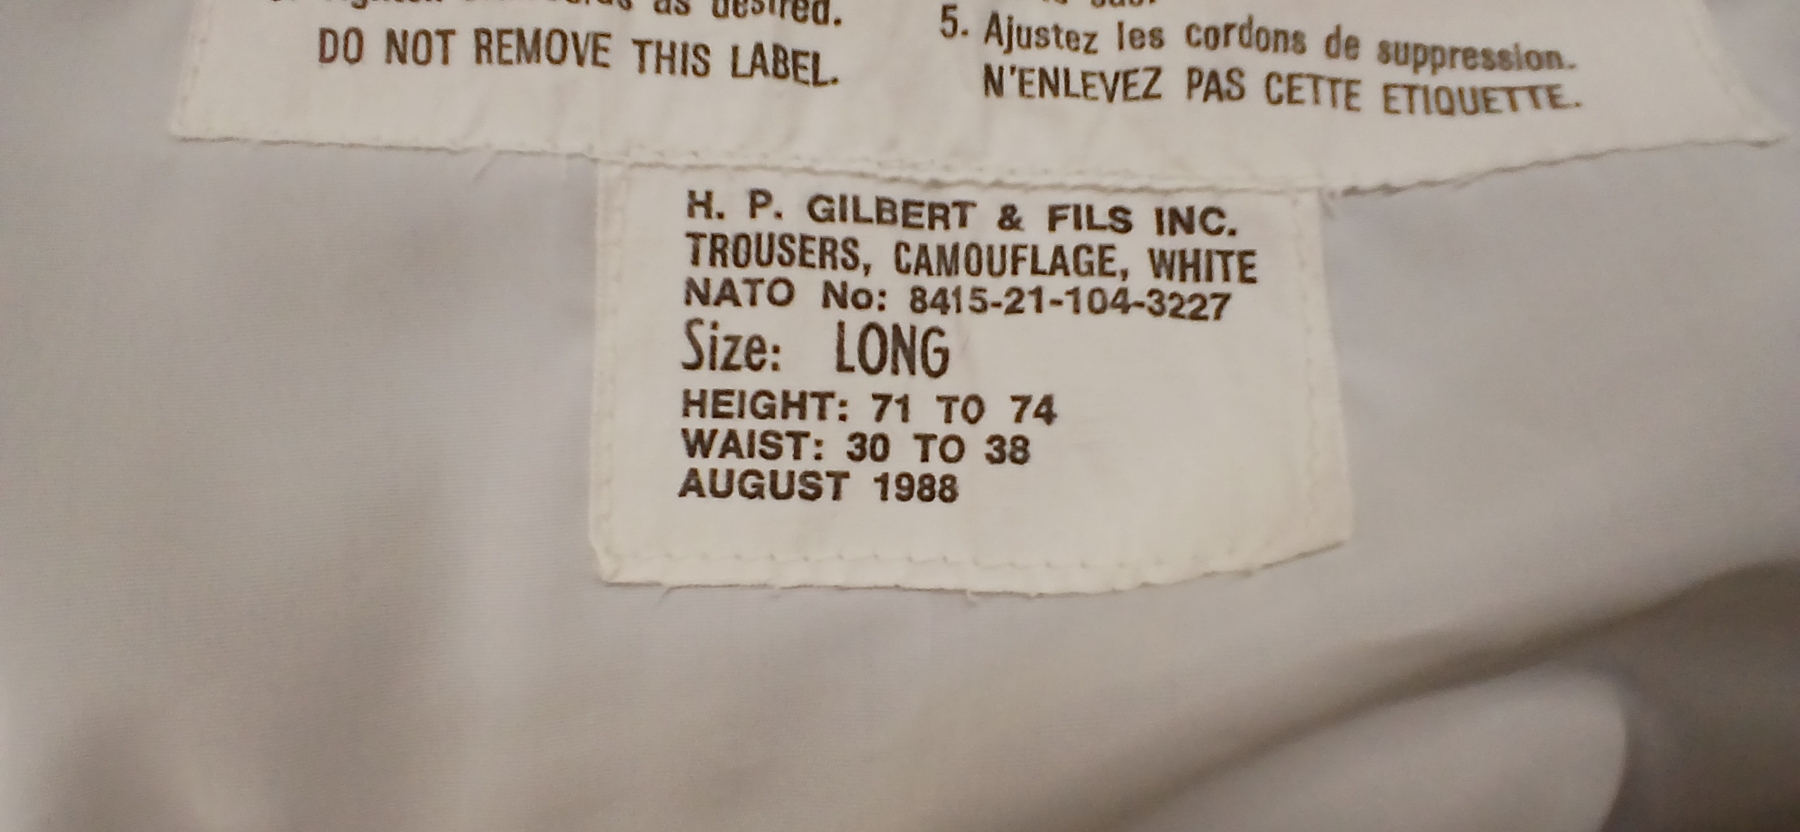 as desired.
DO NOT REMOVE THIS LABEL.
5. Ajustez les cordons de suppression.
N'ENLEVEZ PAS CETTE ETIQUETTE.
H. P. GILBERT & FILS INC.
TROUSERS, CAMOUFLAGE, WHITE
NATO No: 8415-21-104-3227
Size: LONG
HEIGHT: 71 TO 74
WAIST: 30 TO 38
AUGUST 1988